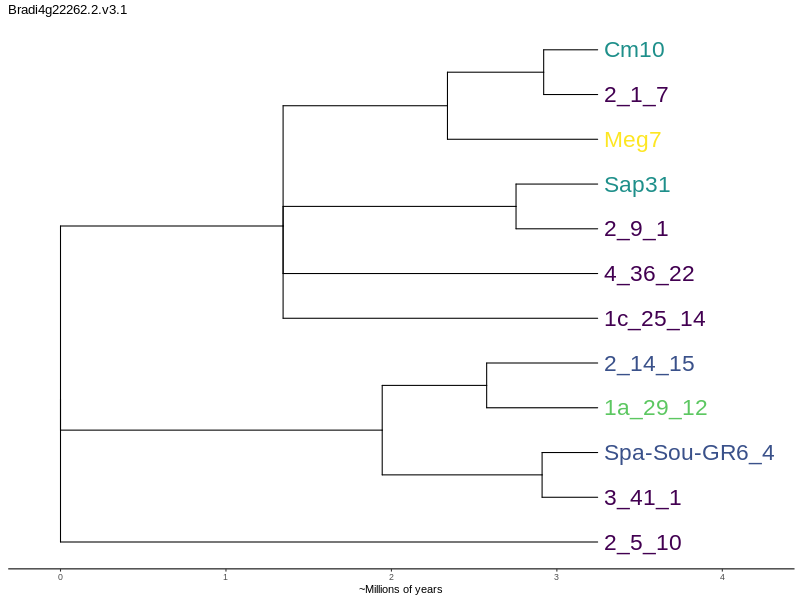 Bradi4g22262.2.v3.1
Cm10
2_1_7
Meg7
Sap31
2_9_1
4_36_22
1c_25_14
2_14_15
1a_29_12
Spa-Sou-GR6_4
3_41_1
2_5_10
0 1 2 3 4
~Millions of years